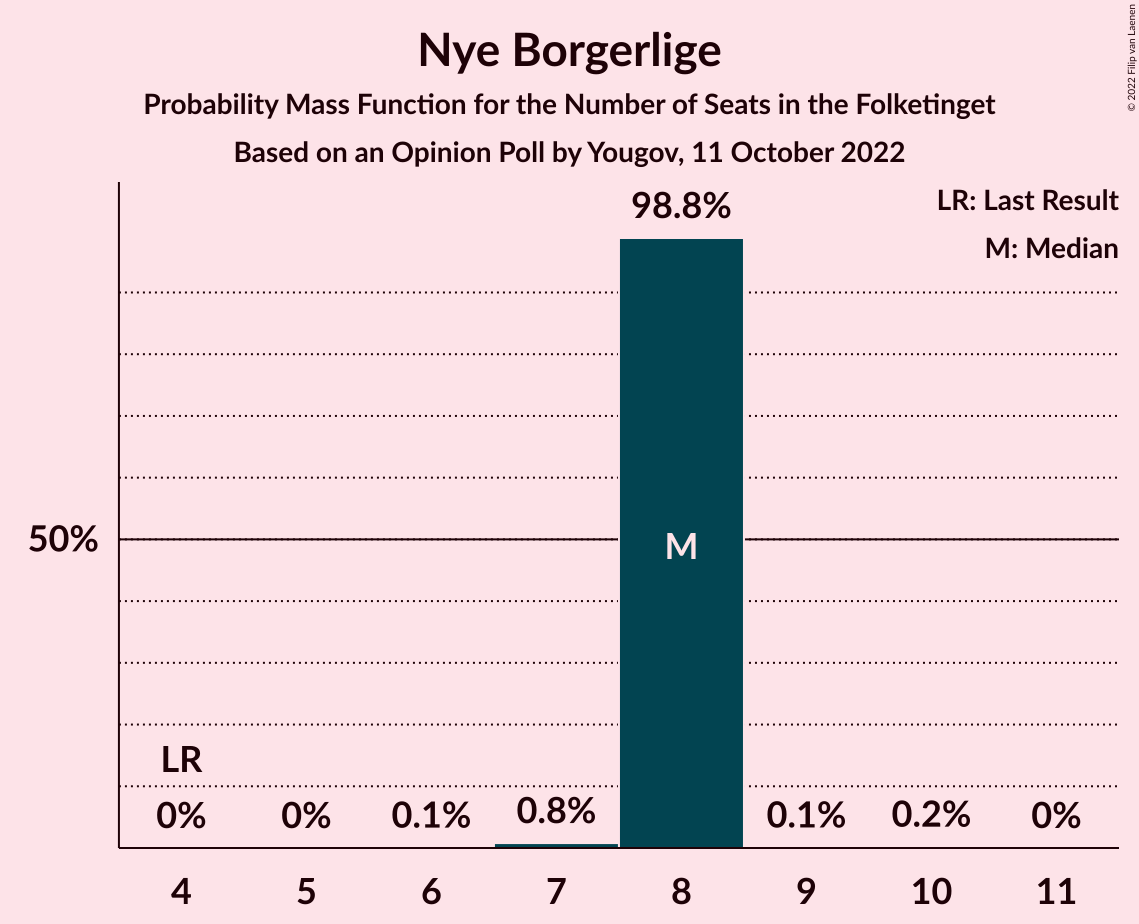 Nye Borgerlige
Probability Mass Function for the Number of Seats in the Folketinget
Based on an Opinion Poll by Yougov, 11 October 2022
© 2022 Filip van Laenen
LR: Last Result
M: Median
98.8%
50%
M
LR
0% 0% 0.1% 0.8% 0.1% 0.2% 0%
4 5 6 7 8 9 10 11